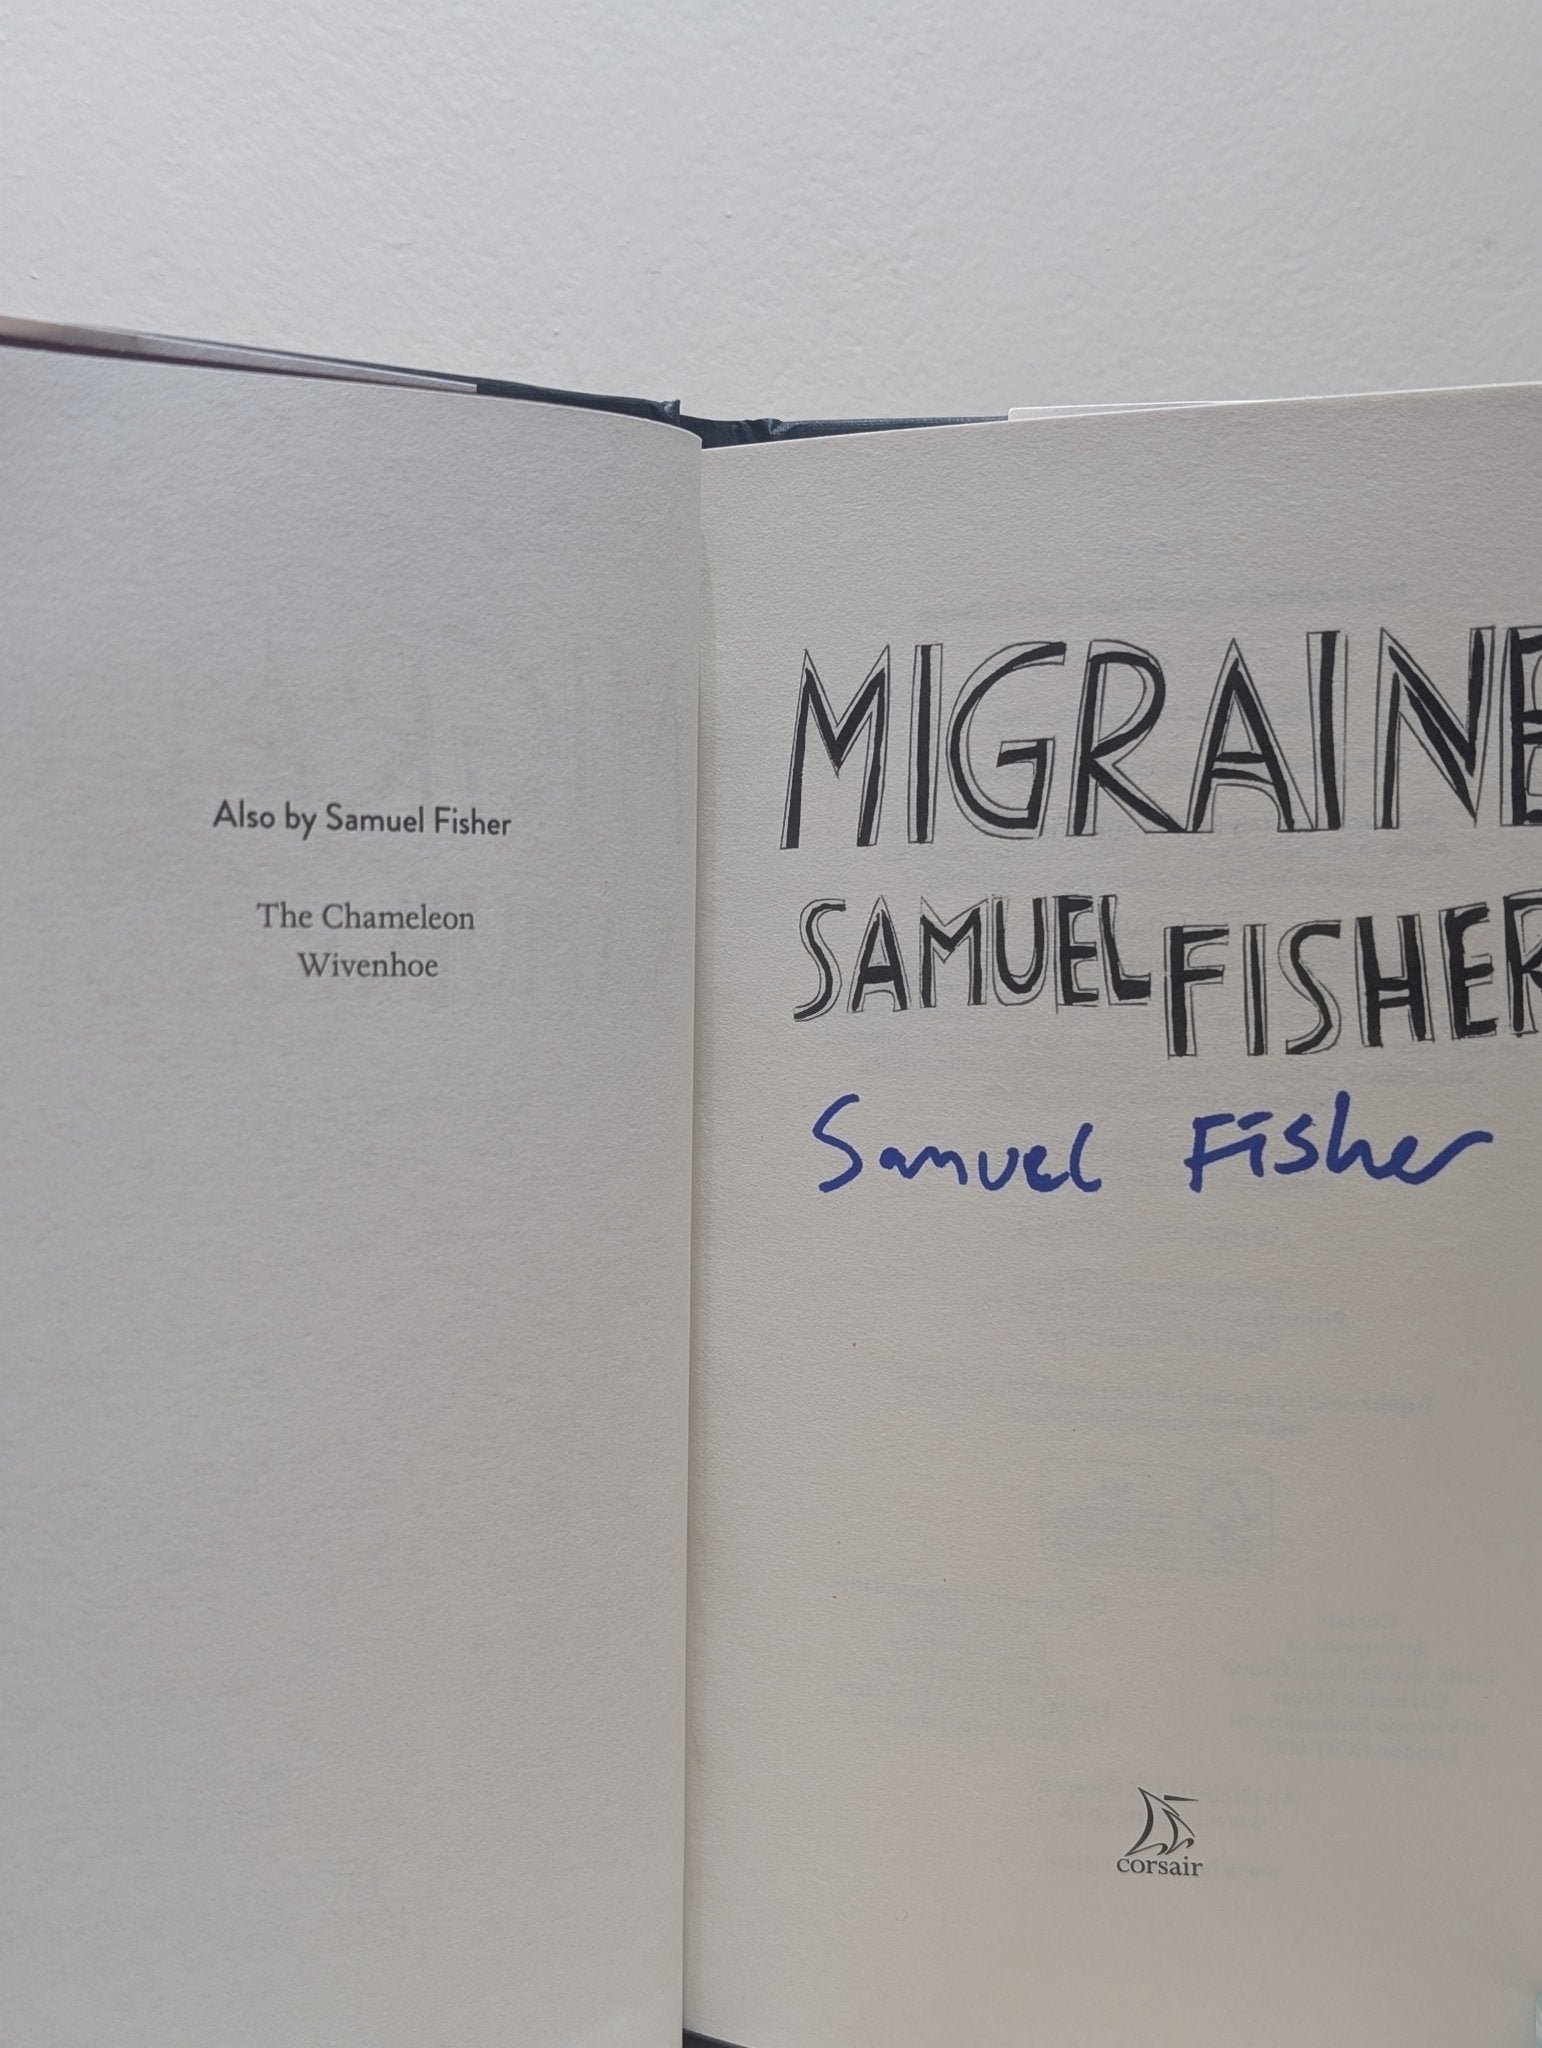 Also by Samuel Fisher
The Chameleon
Wivenhoe
MIGRAINE
SAMUEL FISHER
Samuel Fisher
corsair